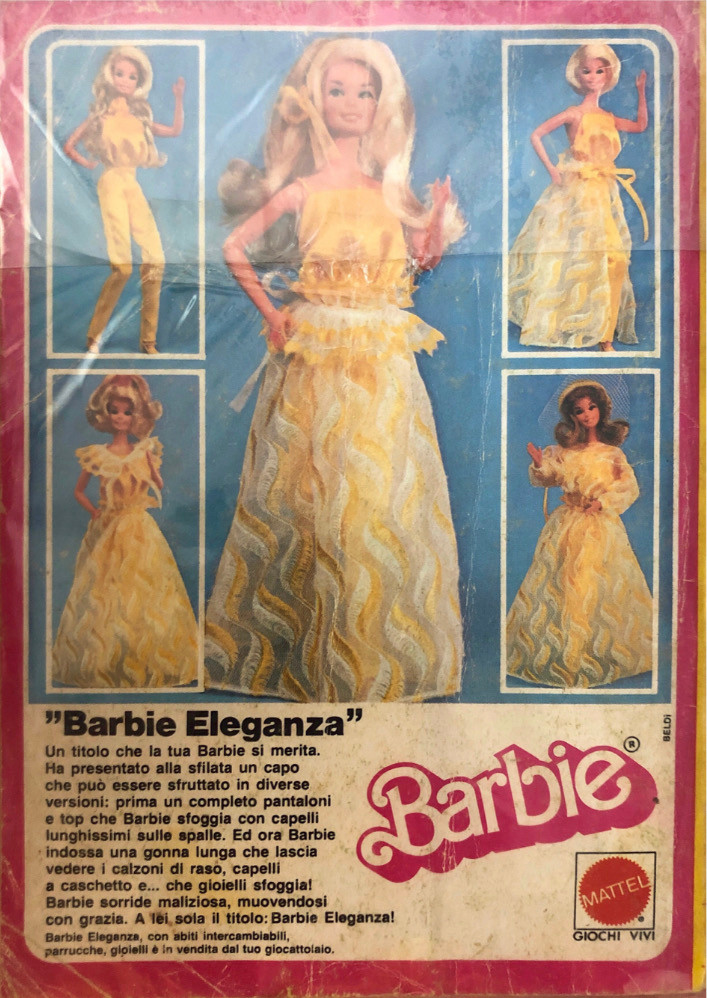 "Barbie Eleganza"
Un titolo che la tua Barbie si merita.
Ha presentato alla sfilata un capo
che può essere sfruttato in diverse
versioni: prima un completo pantaloni
e top che Barbie sfoggia con capelli
lunghissimi sulle spalle. Ed ora Barbie
indossa una gonna lunga che lascia
vedere i calzoni di raso, capelli
a caschetto e... che gioielli sfoggia!
Barbie sorride maliziosa, muovendosi
con grazia. A lei sola il titolo: Barbie Eleganza!
Barbie Eleganza, con abiti intercambiabili,
parrucche, gioielli è in vendita dal tuo giocattolaio.
BELDì
Barbie®
MATTEL®
GIOCHI VIVI